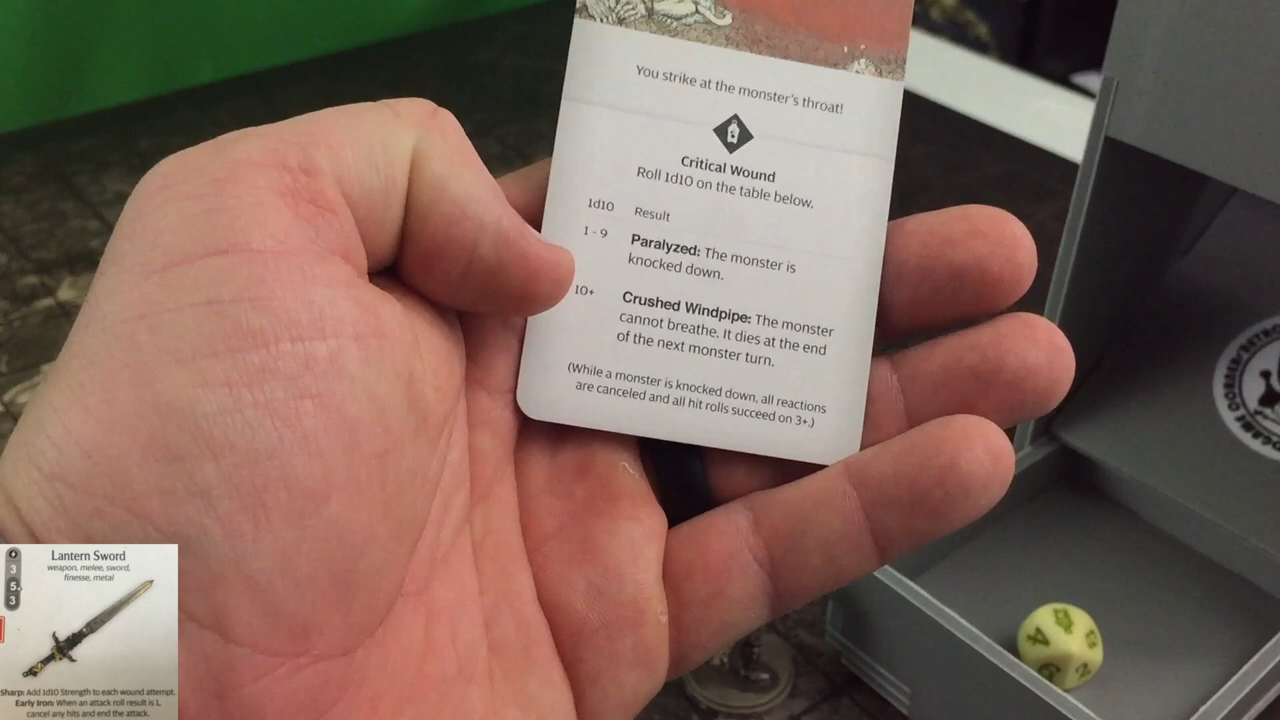 You strike at the monster's throat!
Critical Wound
Roll 1d10 on the table below.
1d10 Result
1 - 9 Paralyzed: The monster is
knocked down.
10+ Crushed Windpipe: The monster
cannot breathe. It dies at the end
of the next monster turn.
(While a monster is knocked down, all reactions
are canceled and all hit rolls succeed on 3+.)
Lantern Sword
weapon, melee, sword,
finesse, metal
3
5+
3
Sharp: Add 1d10 Strength to each wound attempt.
Early Iron: When an attack roll result is 1,
cancel any hits and end the attack.
4
2